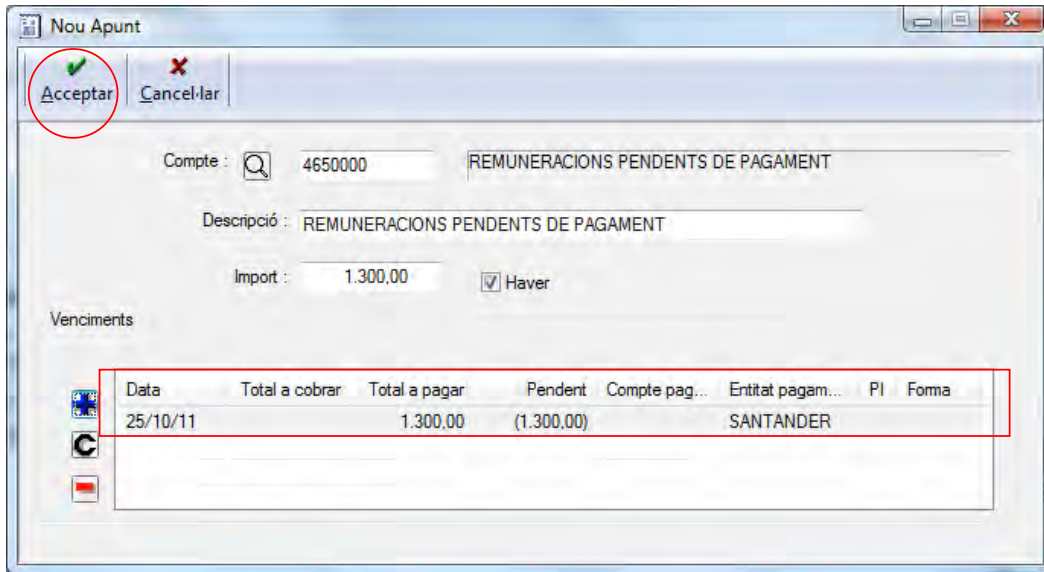 Nou Apunt
Acceptar Cancel·lar
Compte : 4650000 REMUNERACIONS PENDENTS DE PAGAMENT
Descripció : REMUNERACIONS PENDENTS DE PAGAMENT
Import : 1.300,00 Haver
Venciments
Data Total a cobrar Total a pagar Pendent Compte pag... Entitat pagam... PI Forma
25/10/11 1.300,00 (1.300,00) SANTANDER
C